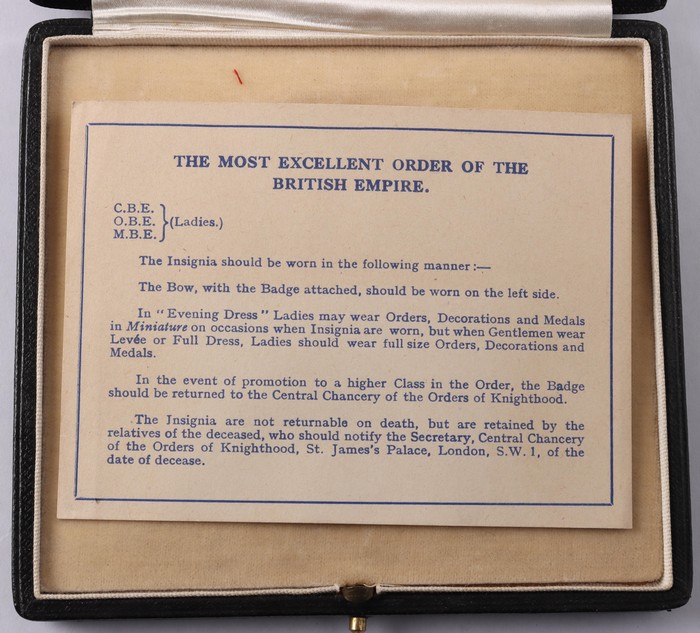 THE MOST EXCELLENT ORDER OF THE
BRITISH EMPIRE.
C.B.E.
O.B.E. } (Ladies.)
M.B.E.
The Insignia should be worn in the following manner:—
The Bow, with the Badge attached, should be worn on the left side.
In "Evening Dress" Ladies may wear Orders, Decorations and Medals
in Miniature on occasions when Insignia are worn, but when Gentlemen wear
Levée or Full Dress, Ladies should wear full size Orders, Decorations and
Medals.
In the event of promotion to a higher Class in the Order, the Badge
should be returned to the Central Chancery of the Orders of Knighthood.
The Insignia are not returnable on death, but are retained by the
relatives of the deceased, who should notify the Secretary, Central Chancery
of the Orders of Knighthood, St. James's Palace, London, S.W. 1, of the
date of decease.